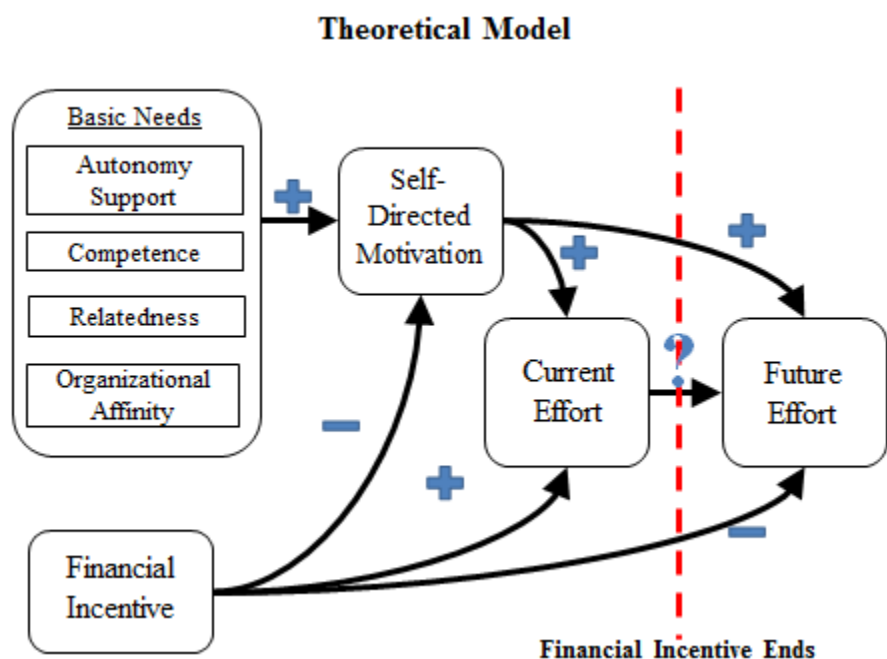 Theoretical Model
Basic Needs
Autonomy
Support
Competence
Relatedness
Organizational
Affinity
Self-
Directed
Motivation
Current
Effort
?
Future
Effort
Financial
Incentive
Financial Incentive Ends